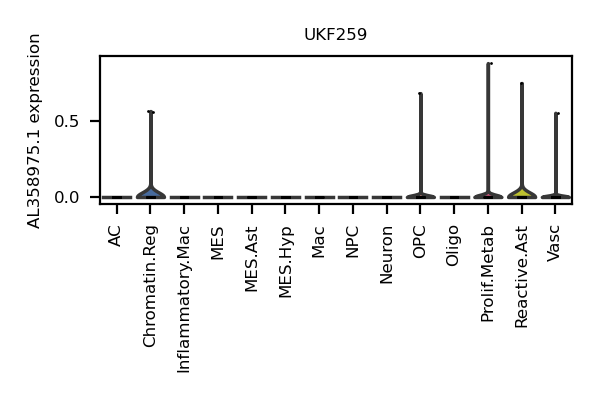 UKF259
AL358975.1 expression
0.5
0.0
AC
Chromatin.Reg
Inflammatory.Mac
MES
MES.Ast
MES.Hyp
Mac
NPC
Neuron
OPC
Oligo
Prolif.Metab
Reactive.Ast
Vasc